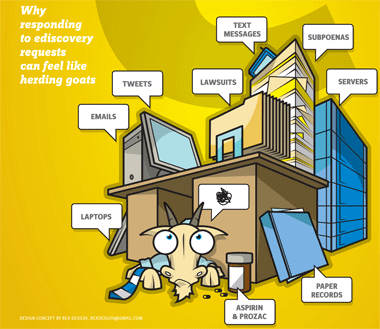 Why
responding
to ediscovery
requests
can feel like
herding goats
TEXT
MESSAGES
SUBPOENAS
TWEETS
LAWSUITS
SERVERS
EMAILS
LAPTOPS
PAPER
RECORDS
ASPIRIN
& PROZAC
DESIGN CONCEPT BY